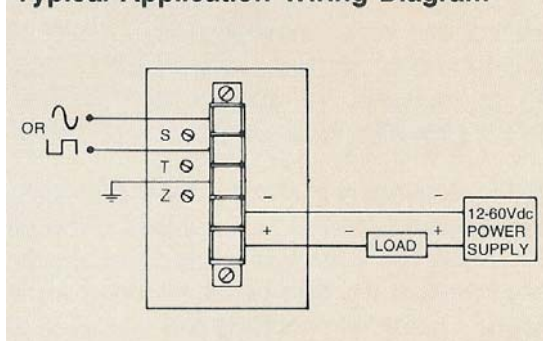 Typical Application Wiring Diagram
OR
S
T
Z
- -
+ - +
LOAD
12-60Vdc
POWER
SUPPLY